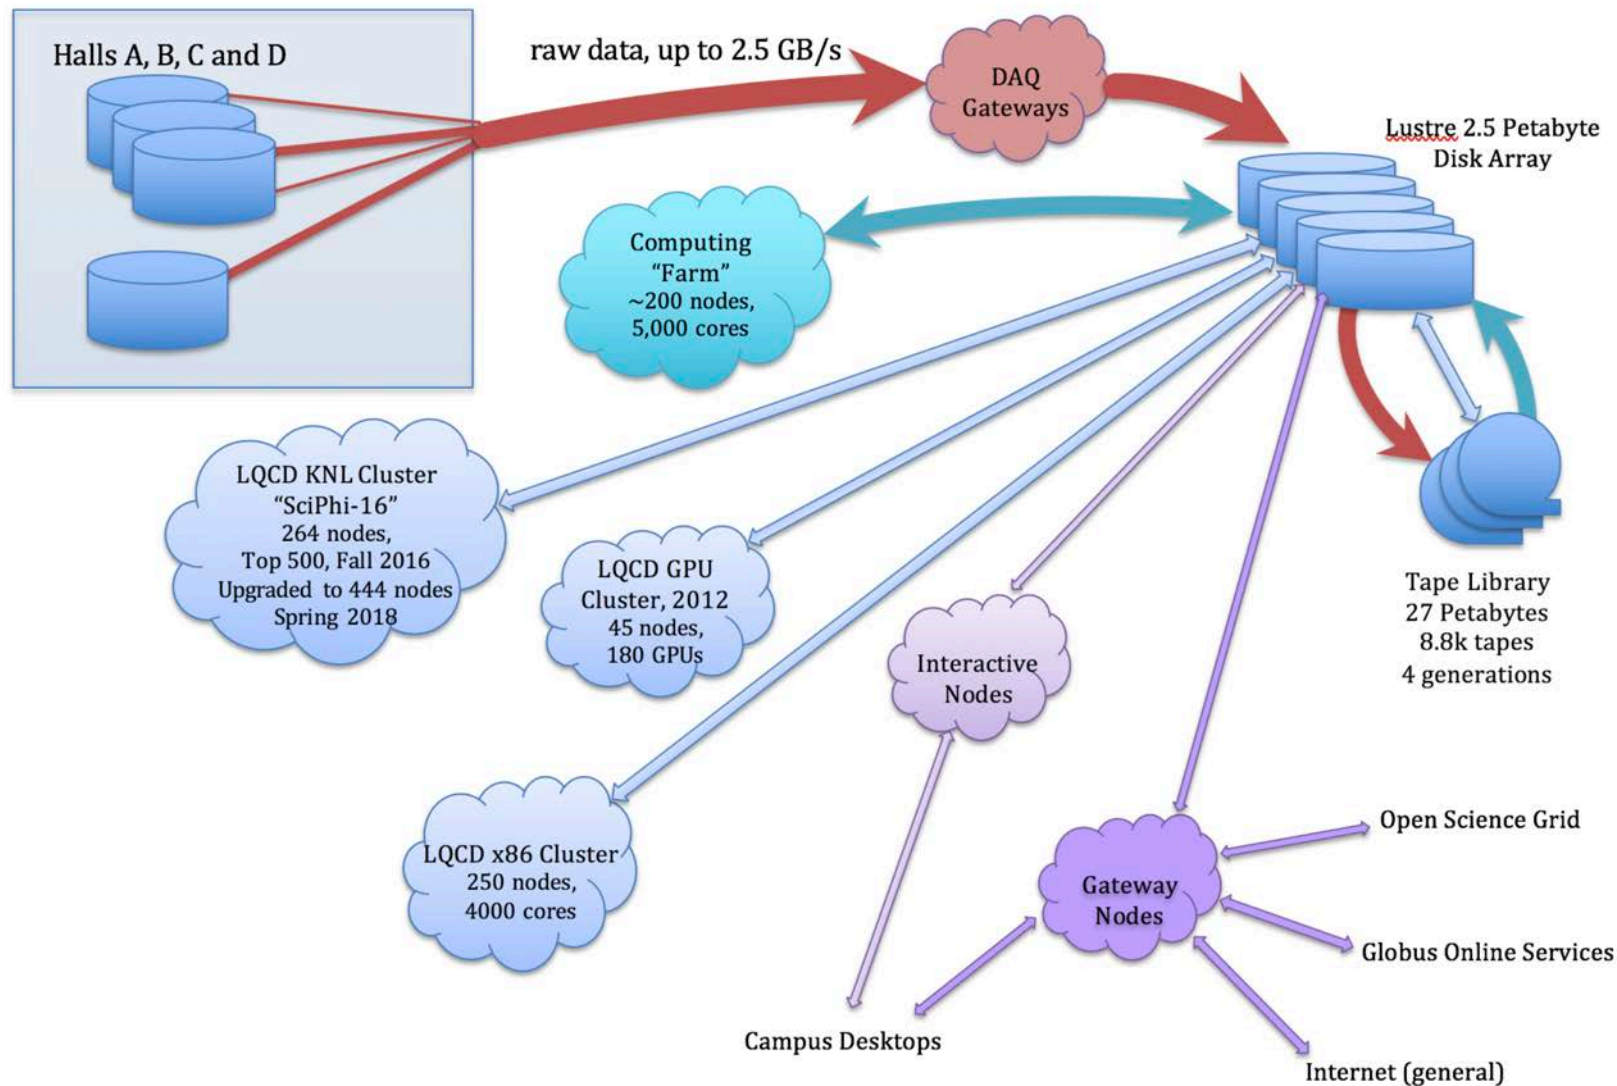 Halls A, B, C and D
raw data, up to 2.5 GB/s
DAQ
Gateways
Lustre 2.5 Petabyte
Disk Array
Computing
“Farm”
~200 nodes,
5,000 cores
LQCD KNL Cluster
“SciPhi-16”
264 nodes,
Top 500, Fall 2016
Upgraded to 444 nodes
Spring 2018
LQCD GPU
Cluster, 2012
45 nodes,
180 GPUs
Tape Library
27 Petabytes
8.8k tapes
4 generations
Interactive
Nodes
LQCD x86 Cluster
250 nodes,
4000 cores
Gateway
Nodes
Open Science Grid
Globus Online Services
Campus Desktops
Internet (general)